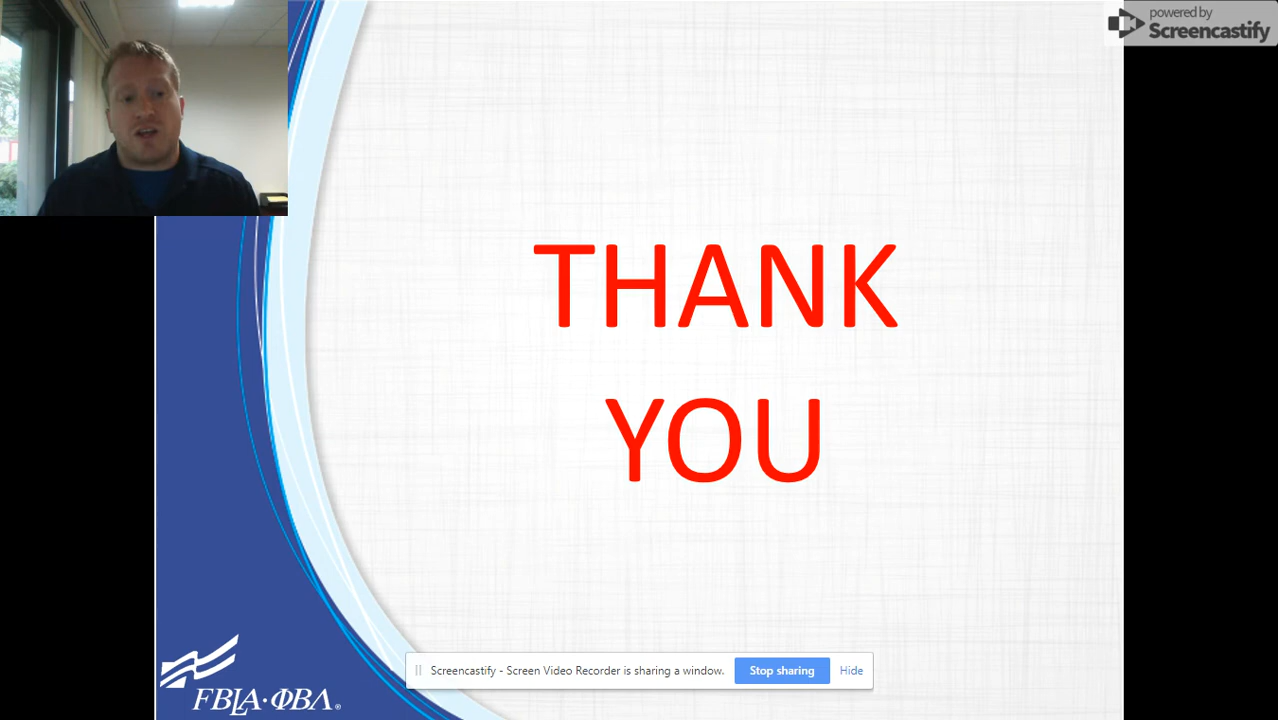 powered by
Screencastify
THANK
YOU
Screencastify - Screen Video Recorder is sharing a window. Stop sharing Hide
FBLA·ΦΒΛ®